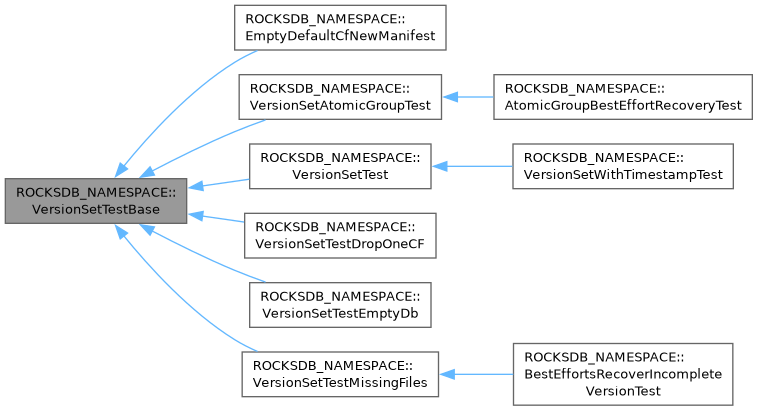 ROCKSDB_NAMESPACE::
EmptyDefaultCfNewManifest
ROCKSDB_NAMESPACE::
VersionSetAtomicGroupTest
ROCKSDB_NAMESPACE::
AtomicGroupBestEffortRecoveryTest
ROCKSDB_NAMESPACE::
VersionSetTest
ROCKSDB_NAMESPACE::
VersionSetWithTimestampTest
ROCKSDB_NAMESPACE::
VersionSetTestBase
ROCKSDB_NAMESPACE::
VersionSetTestDropOneCF
ROCKSDB_NAMESPACE::
VersionSetTestEmptyDb
ROCKSDB_NAMESPACE::
VersionSetTestMissingFiles
ROCKSDB_NAMESPACE::
BestEffortsRecoverIncomplete
VersionTest